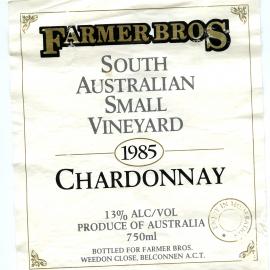 FARMER BROS
SOUTH
AUSTRALIAN
SMALL
VINEYARD
1985
CHARDONNAY
13% ALC/VOL
PRODUCE OF AUSTRALIA
750ml
BOTTLED FOR FARMER BROS.
WEEDON CLOSE, BELCONNEN A.C.T.